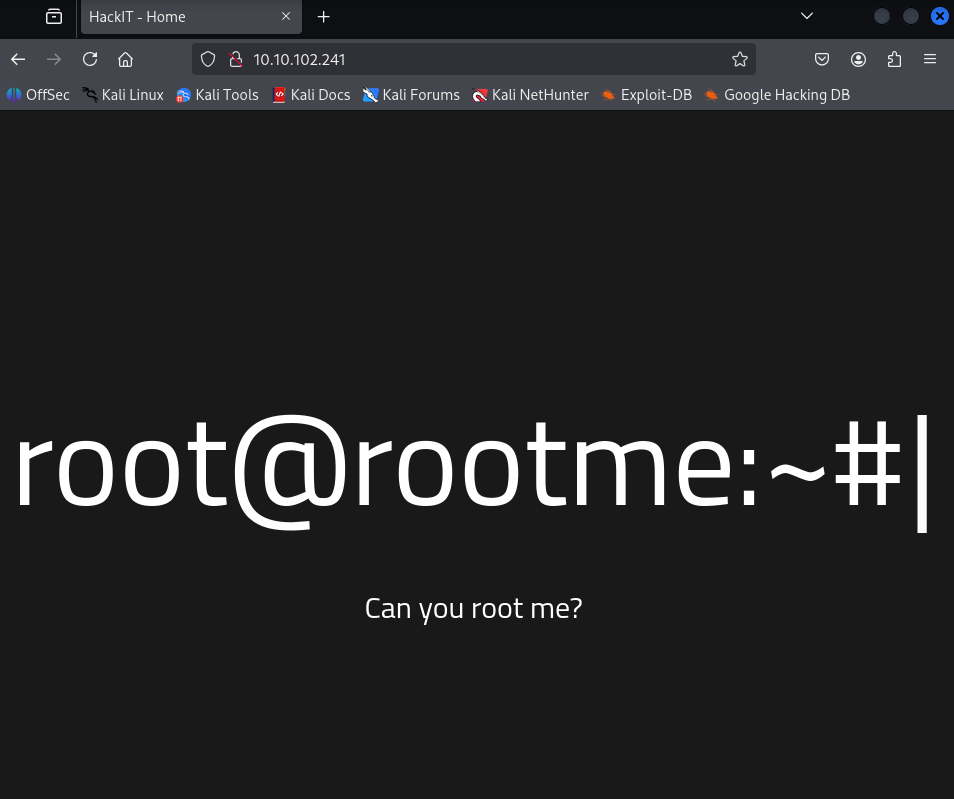 HackIT - Home
10.10.102.241
OffSec Kali Linux Kali Tools Kali Docs Kali Forums Kali NetHunter Exploit-DB Google Hacking DB
root@rootme:~#|
Can you root me?